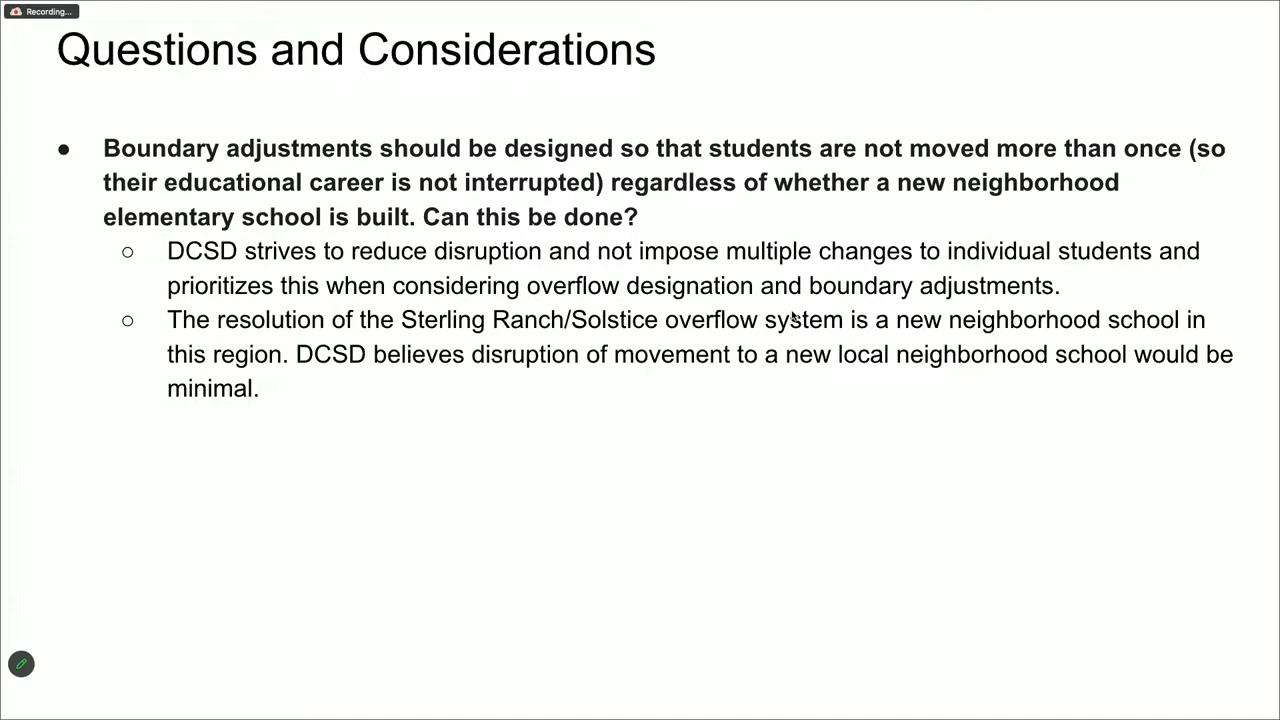 Recording...
Questions and Considerations
● Boundary adjustments should be designed so that students are not moved more than once (so
their educational career is not interrupted) regardless of whether a new neighborhood
elementary school is built. Can this be done?
○ DCSD strives to reduce disruption and not impose multiple changes to individual students and
prioritizes this when considering overflow designation and boundary adjustments.
○ The resolution of the Sterling Ranch/Solstice overflow system is a new neighborhood school in
this region. DCSD believes disruption of movement to a new local neighborhood school would be
minimal.